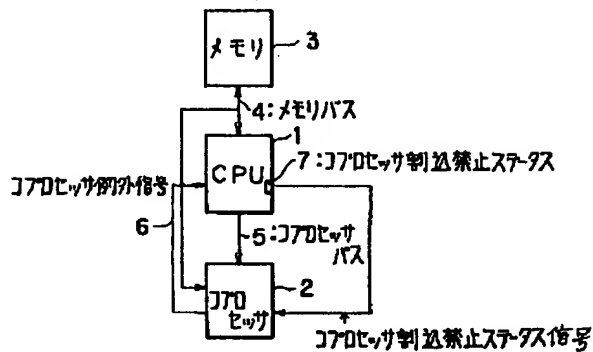 メモリ
3
4:メモリバス
1
CPU
7:コプロセッサ割込禁止ステータス
コプロセッサ例外信号
6
5:コプロセッサ
バス
2
コプロ
セッサ
コプロセッサ割込禁止ステータス信号